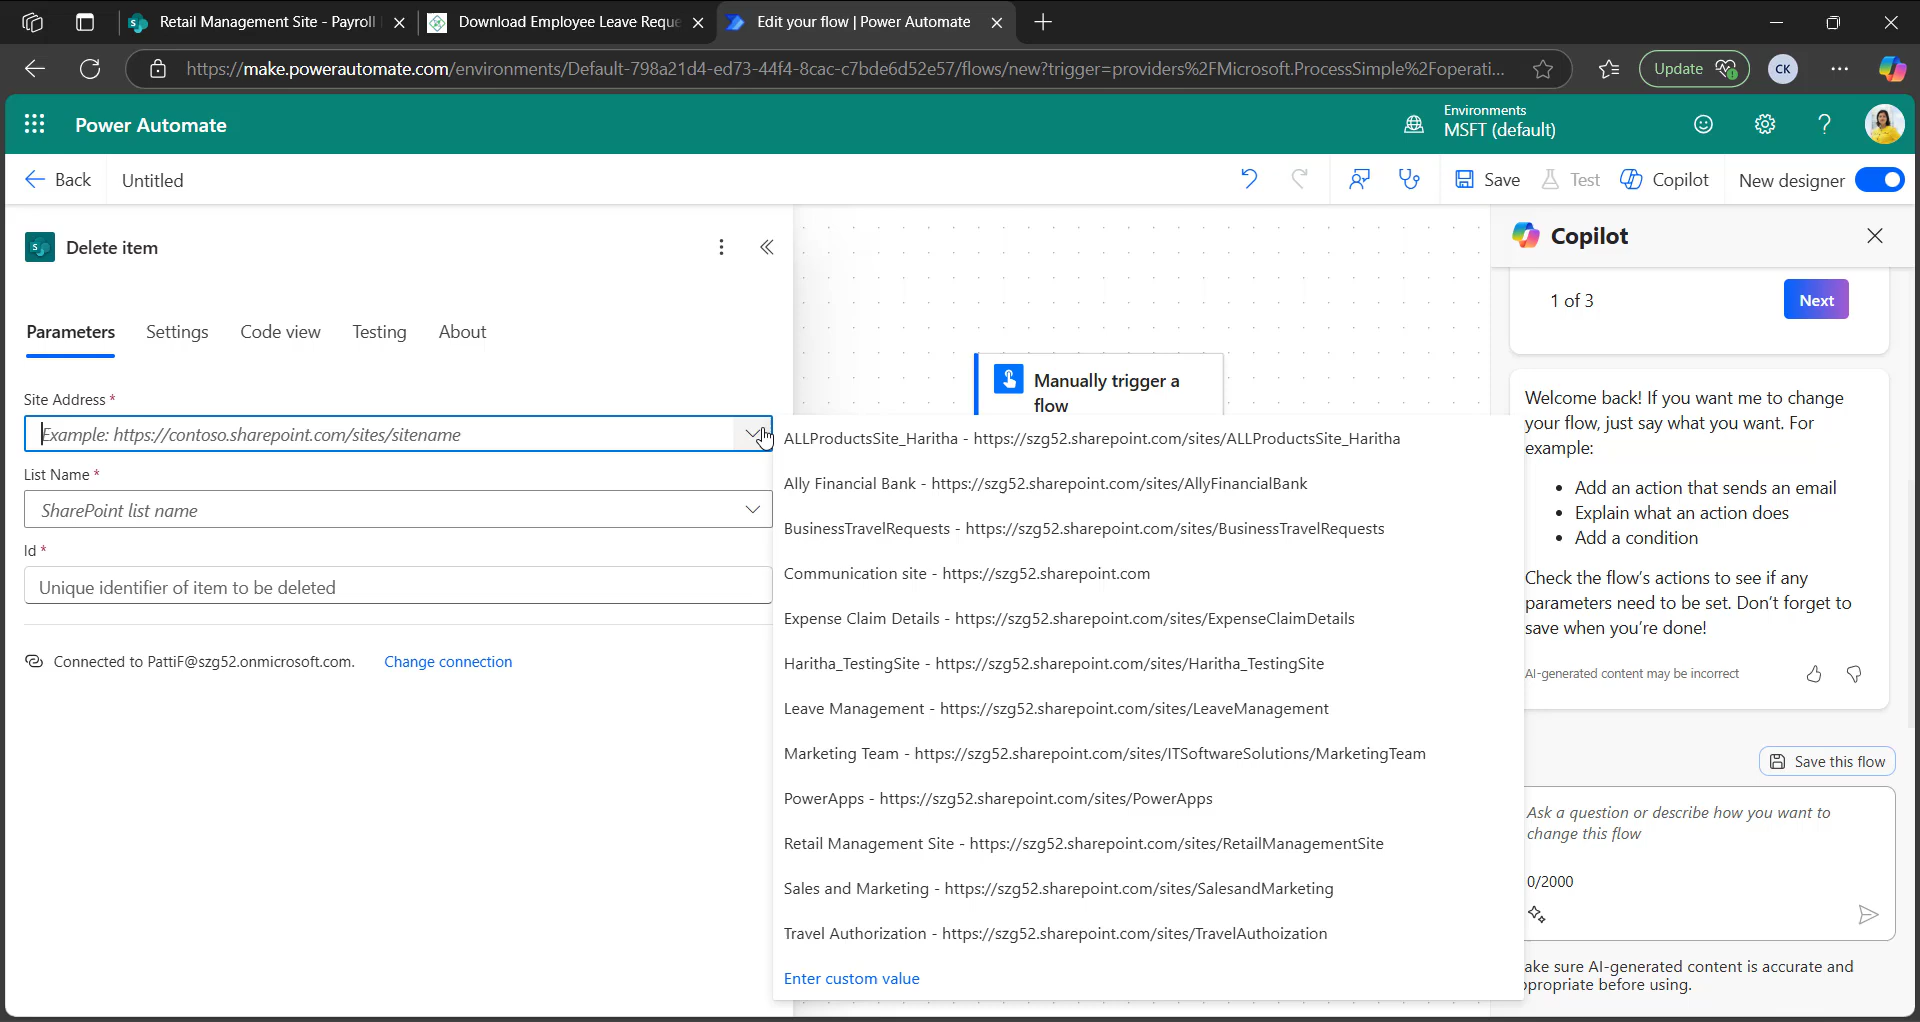 Retail Management Site - Payroll
Download Employee Leave Reque
Edit your flow | Power Automate
https://make.powerautomate.com/environments/Default-798a21d4-ed73-44f4-8cac-c7bde6d52e57/flows/new?trigger=providers%2FMicrosoft.ProcessSimple%2Foperati...
Update
CK
Power Automate
Environments
MSFT (default)
Back
Untitled
Save
Test
Copilot
New designer
Delete item
Parameters
Settings
Code view
Testing
About
Site Address *
Example: https://contoso.sharepoint.com/sites/sitename
List Name *
SharePoint list name
Id *
Unique identifier of item to be deleted
Connected to PattiF@szg52.onmicrosoft.com.
Change connection
Manually trigger a
flow
ALLProductsSite_Haritha - https://szg52.sharepoint.com/sites/ALLProductsSite_Haritha
Ally Financial Bank - https://szg52.sharepoint.com/sites/AllyFinancialBank
BusinessTravelRequests - https://szg52.sharepoint.com/sites/BusinessTravelRequests
Communication site - https://szg52.sharepoint.com
Expense Claim Details - https://szg52.sharepoint.com/sites/ExpenseClaimDetails
Haritha_TestingSite - https://szg52.sharepoint.com/sites/Haritha_TestingSite
Leave Management - https://szg52.sharepoint.com/sites/LeaveManagement
Marketing Team - https://szg52.sharepoint.com/sites/ITSoftwareSolutions/MarketingTeam
PowerApps - https://szg52.sharepoint.com/sites/PowerApps
Retail Management Site - https://szg52.sharepoint.com/sites/RetailManagementSite
Sales and Marketing - https://szg52.sharepoint.com/sites/SalesandMarketing
Travel Authorization - https://szg52.sharepoint.com/sites/TravelAuthoization
Enter custom value
Copilot
1 of 3
Next
Welcome back! If you want me to change
your flow, just say what you want. For
example:
• Add an action that sends an email
• Explain what an action does
• Add a condition
Check the flow's actions to see if any
parameters need to be set. Don't forget to
save when you're done!
AI-generated content may be incorrect
Save this flow
Ask a question or describe how you want to
change this flow
0/2000
ake sure AI-generated content is accurate and
propriate before using.